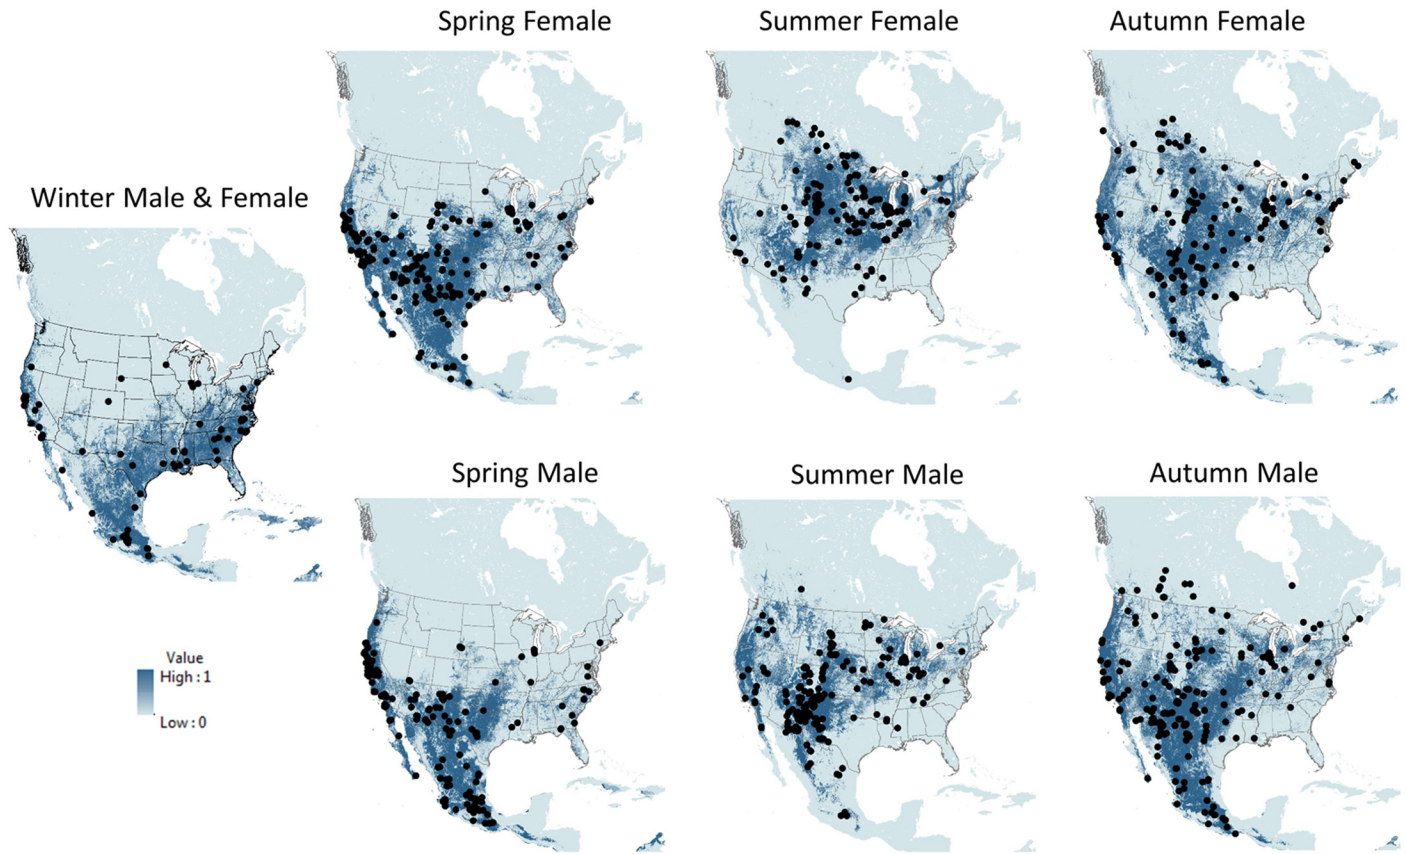 Spring Female
Summer Female
Autumn Female
Winter Male & Female
Spring Male
Summer Male
Autumn Male
Value
High : 1
Low : 0